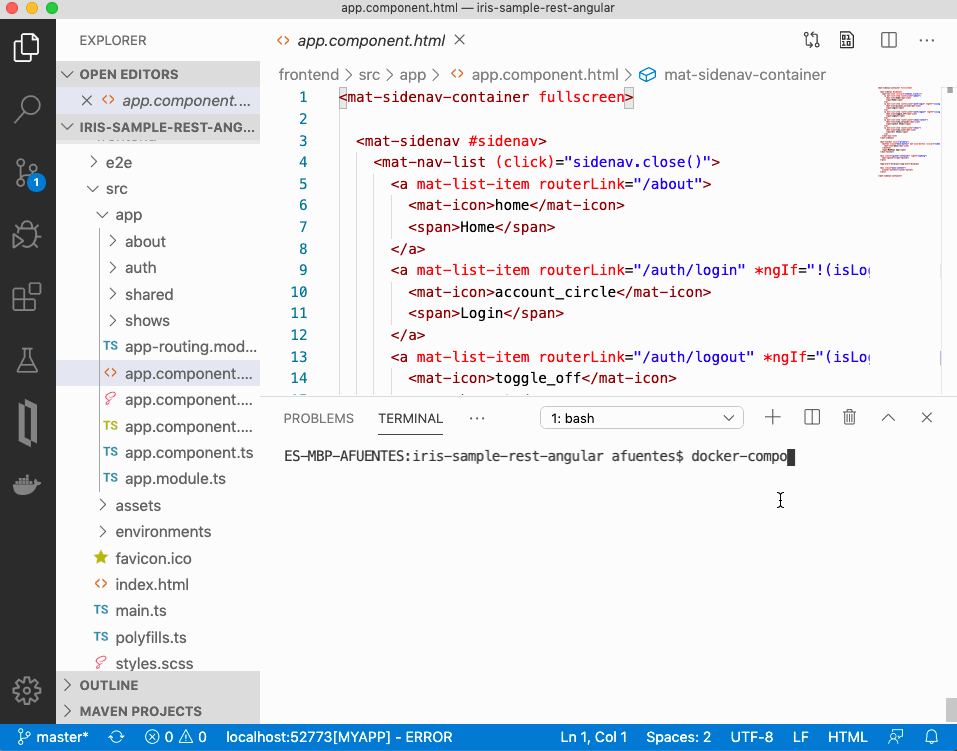 app.component.html — iris-sample-rest-angular
EXPLORER
OPEN EDITORS
app.component....
IRIS-SAMPLE-REST-ANG...
e2e
src
app
about
auth
shared
shows
TS app-routing.mod...
app.component....
app.component....
TS app.component....
TS app.component.ts
TS app.module.ts
assets
environments
favicon.ico
index.html
TS main.ts
TS polyfills.ts
styles.scss
OUTLINE
MAVEN PROJECTS
1
app.component.html
frontend > src > app > app.component.html > mat-sidenav-container
1 <mat-sidenav-container fullscreen>
2
3 <mat-sidenav #sidenav>
4 <mat-nav-list (click)="sidenav.close()">
5 <a mat-list-item routerLink="/about">
6 <mat-icon>home</mat-icon>
7 <span>Home</span>
8 </a>
9 <a mat-list-item routerLink="/auth/login" *ngIf="!(isLog
10 <mat-icon>account_circle</mat-icon>
11 <span>Login</span>
12 </a>
13 <a mat-list-item routerLink="/auth/logout" *ngIf="(isLog
14 <mat-icon>toggle_off</mat-icon>
PROBLEMS TERMINAL ... 1: bash
ES-MBP-AFUENTES:iris-sample-rest-angular afuentes$ docker-compo
master* 0 0 localhost:52773[MYAPP] - ERROR Ln 1, Col 1 Spaces: 2 UTF-8 LF HTML